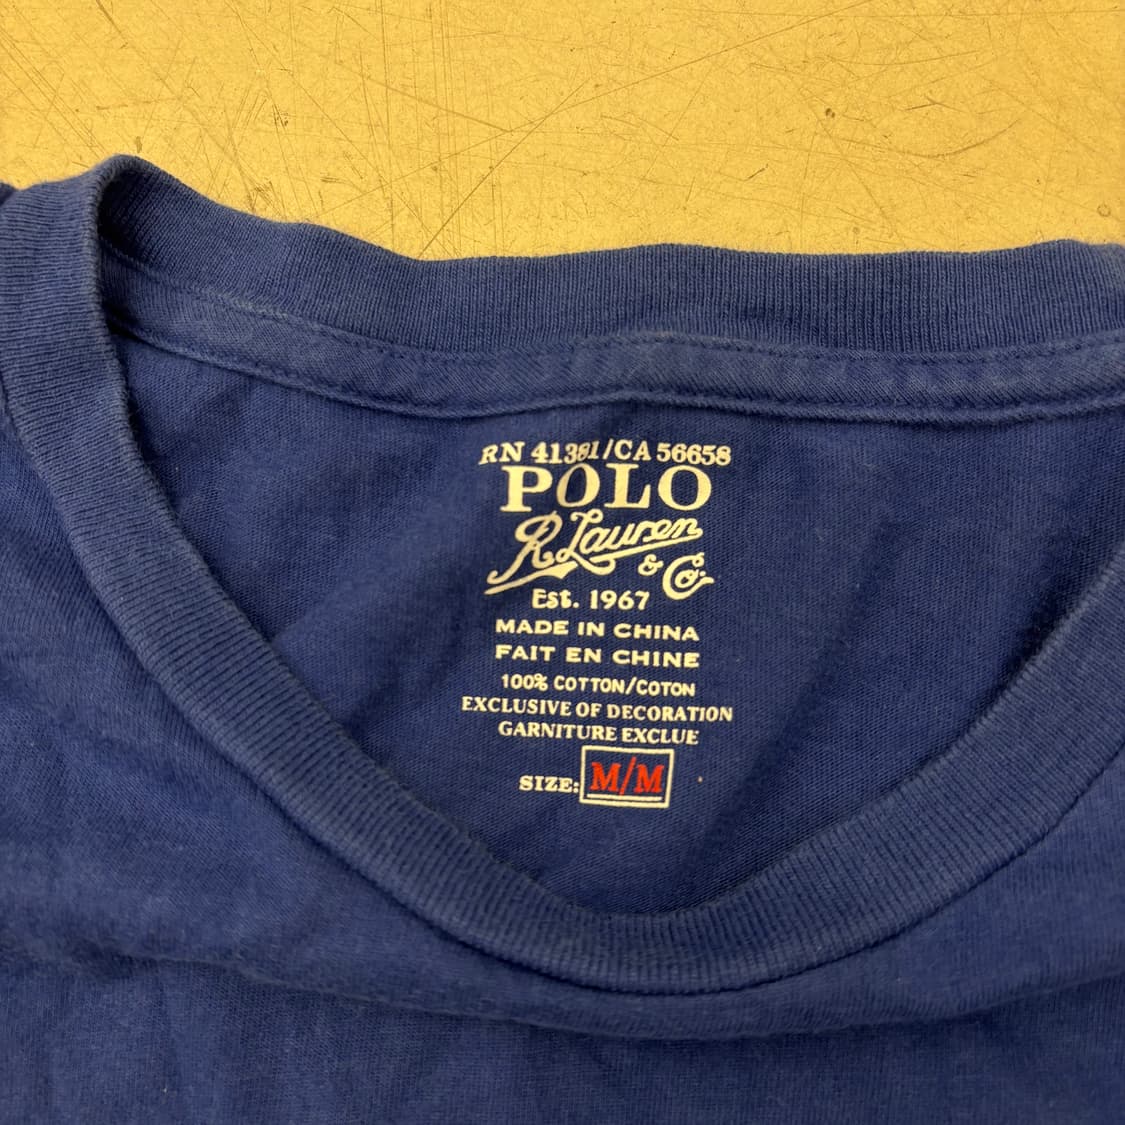 RN 41381/CA 56658
POLO
R Lauren
& Co.
Est. 1967
MADE IN CHINA
FAIT EN CHINE
100% COTTON/COTON
EXCLUSIVE OF DECORATION
GARNITURE EXCLUE
SIZE: M/M